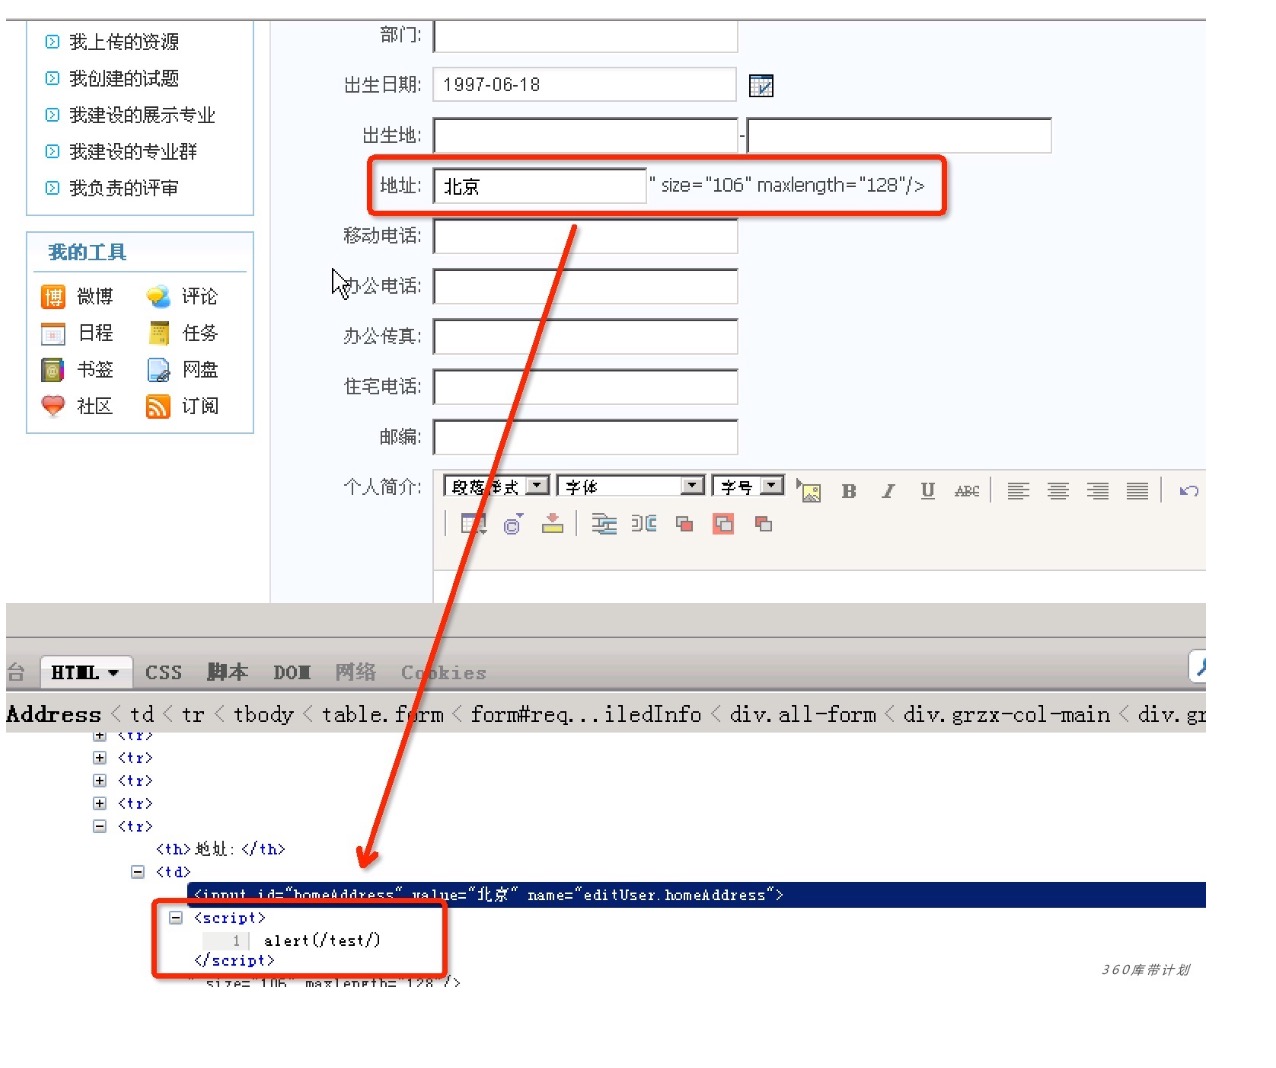 我上传的资源
我创建的试题
我建设的展示专业
我建设的专业群
我负责的评审
我的工具
微博 评论
日程 任务
书签 网盘
社区 订阅
部门:
出生日期: 1997-06-18
出生地: -
地址: 北京 " size="106" maxlength="128"/>
移动电话:
办公电话:
办公传真:
住宅电话:
邮编:
个人简介: 段落样式 字体 字号 B I U ABC
台 HTML CSS 脚本 DOM 网络 Cookies
Address < td < tr < tbody < table.form < form#req...iledInfo < div.all-form < div.grzx-col-main < div.gr
<tr>
<tr>
<tr>
<tr>
<tr>
<th>地址:</th>
<td>
<input id="homeAddress" value="北京" name="editUser.homeAddress">
<script>
1 alert(/test/)
</script>
" size="106" maxlength="128"/>
360库带计划